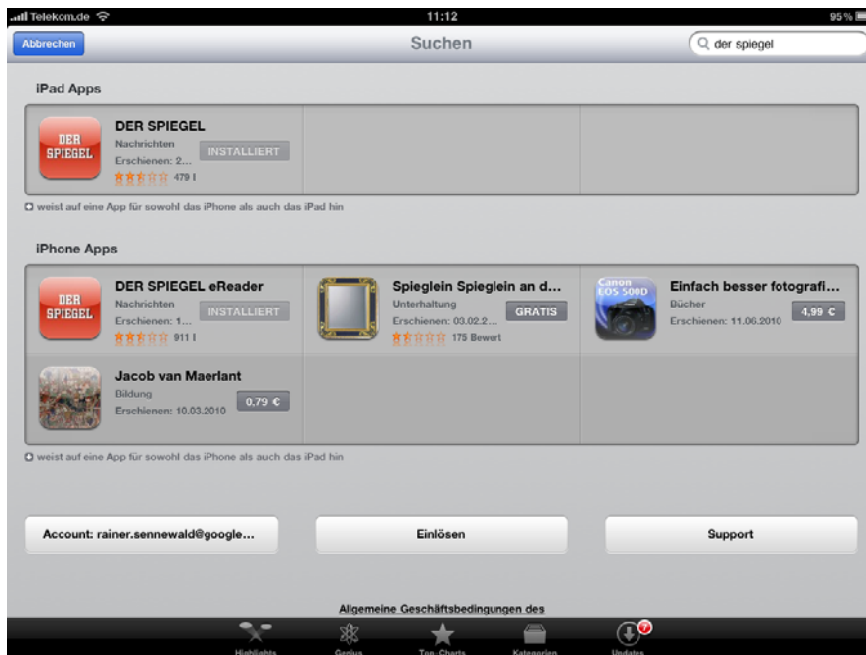 Telekom.de 11:12 95 %
Abbrechen Suchen der spiegel
iPad Apps
DER SPIEGEL
DER SPIEGEL
Nachrichten
Erschienen: 2...
INSTALLIERT
479
weist auf eine App für sowohl das iPhone als auch das iPad hin
iPhone Apps
DER SPIEGEL
DER SPIEGEL eReader
Nachrichten
Erschienen: 1...
INSTALLIERT
911
Spieglein Spieglein an d...
Unterhaltung
Erschienen: 03.02.2...
GRATIS
175 Bewert
Canon
EOS 500D
Einfach besser fotografi...
Bücher
Erschienen: 11.06.2010
4,99 €
Jacob van Maerlant
Bildung
Erschienen: 10.03.2010
0,79 €
weist auf eine App für sowohl das iPhone als auch das iPad hin
Account: rainer.sennewald@google... Einlösen Support
Allgemeine Geschäftsbedingungen des
7
Highlights Genius Top-Charts Kategorien Updates